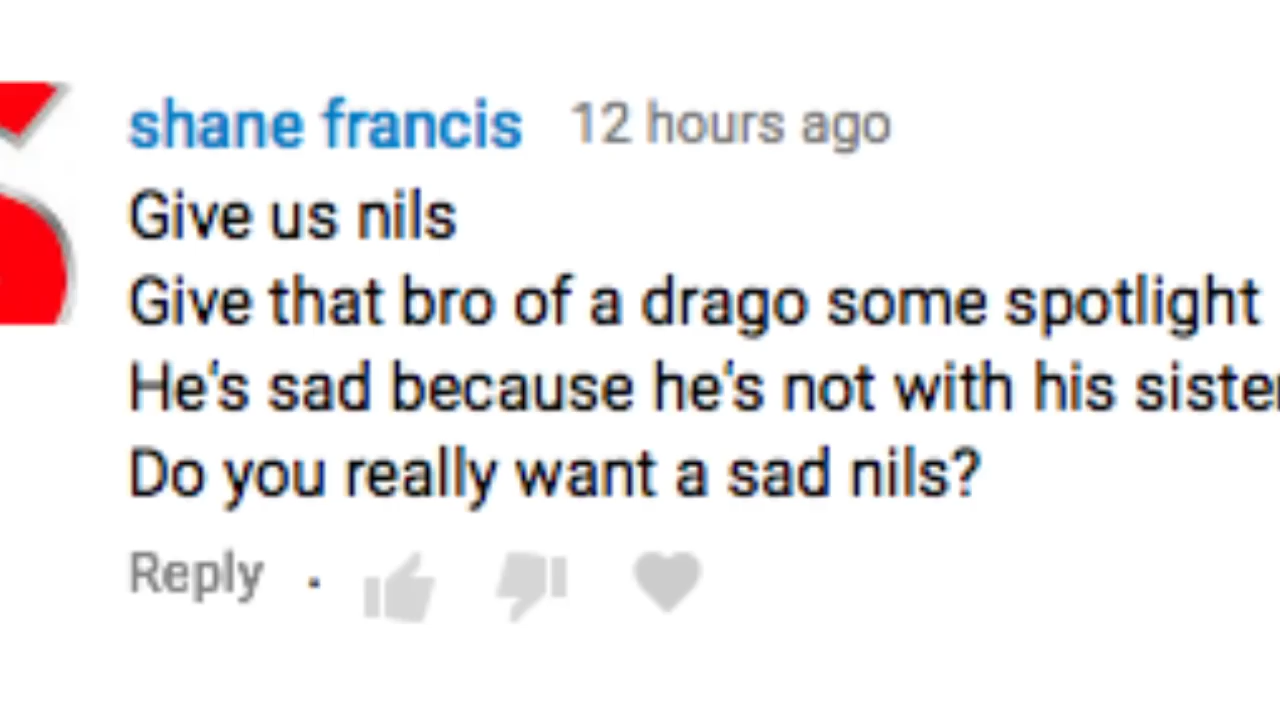 shane francis 12 hours ago
Give us nils
Give that bro of a drago some spotlight
He's sad because he's not with his sister
Do you really want a sad nils?
Reply